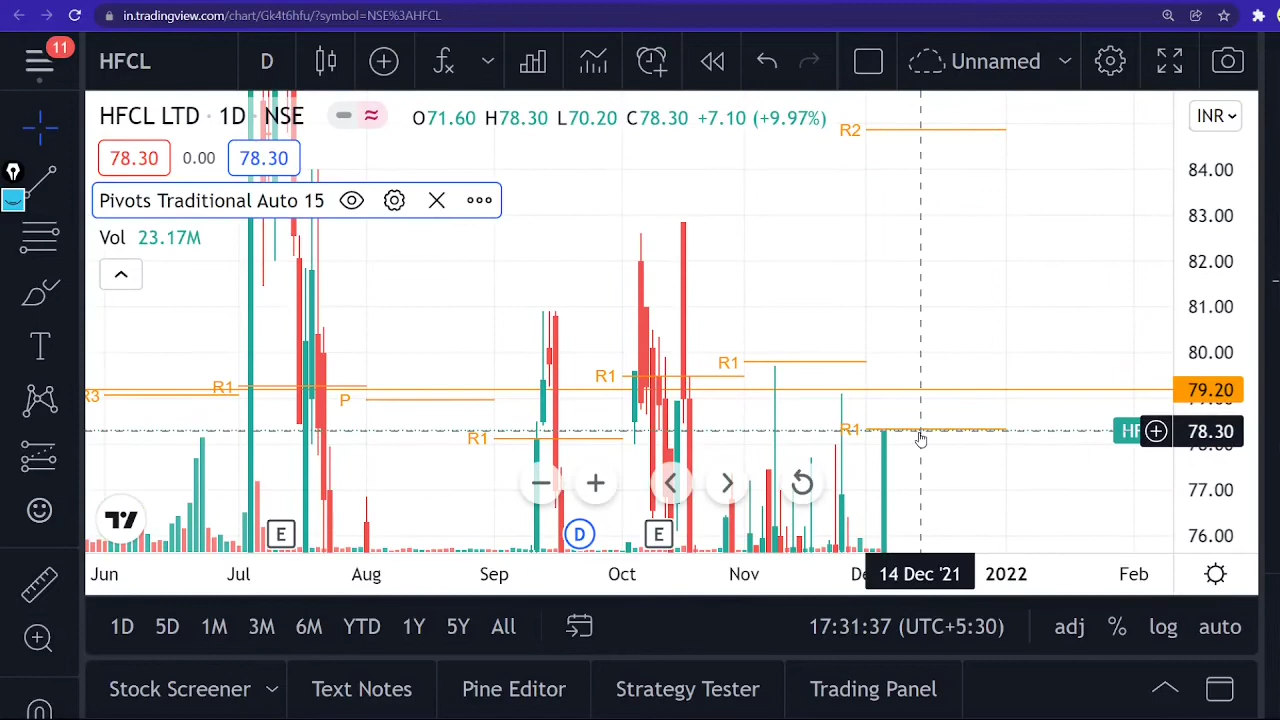 in.tradingview.com/chart/Gk4t6hfu/?symbol=NSE%3AHFCL
11
HFCL
D
Unnamed
HFCL LTD · 1D · NSE
O71.60 H78.30 L70.20 C78.30 +7.10 (+9.97%)
INR
78.30 0.00 78.30
Pivots Traditional Auto 15
Vol 23.17M
R2
84.00
83.00
82.00
81.00
80.00
R1
R1
R1
79.20
R3
P
R1
R1
78.30
77.00
76.00
E
D
E
Jun
Jul
Aug
Sep
Oct
Nov
14 Dec '21
2022
Feb
1D 5D 1M 3M 6M YTD 1Y 5Y All
17:31:37 (UTC+5:30)
adj % log auto
Stock Screener
Text Notes
Pine Editor
Strategy Tester
Trading Panel